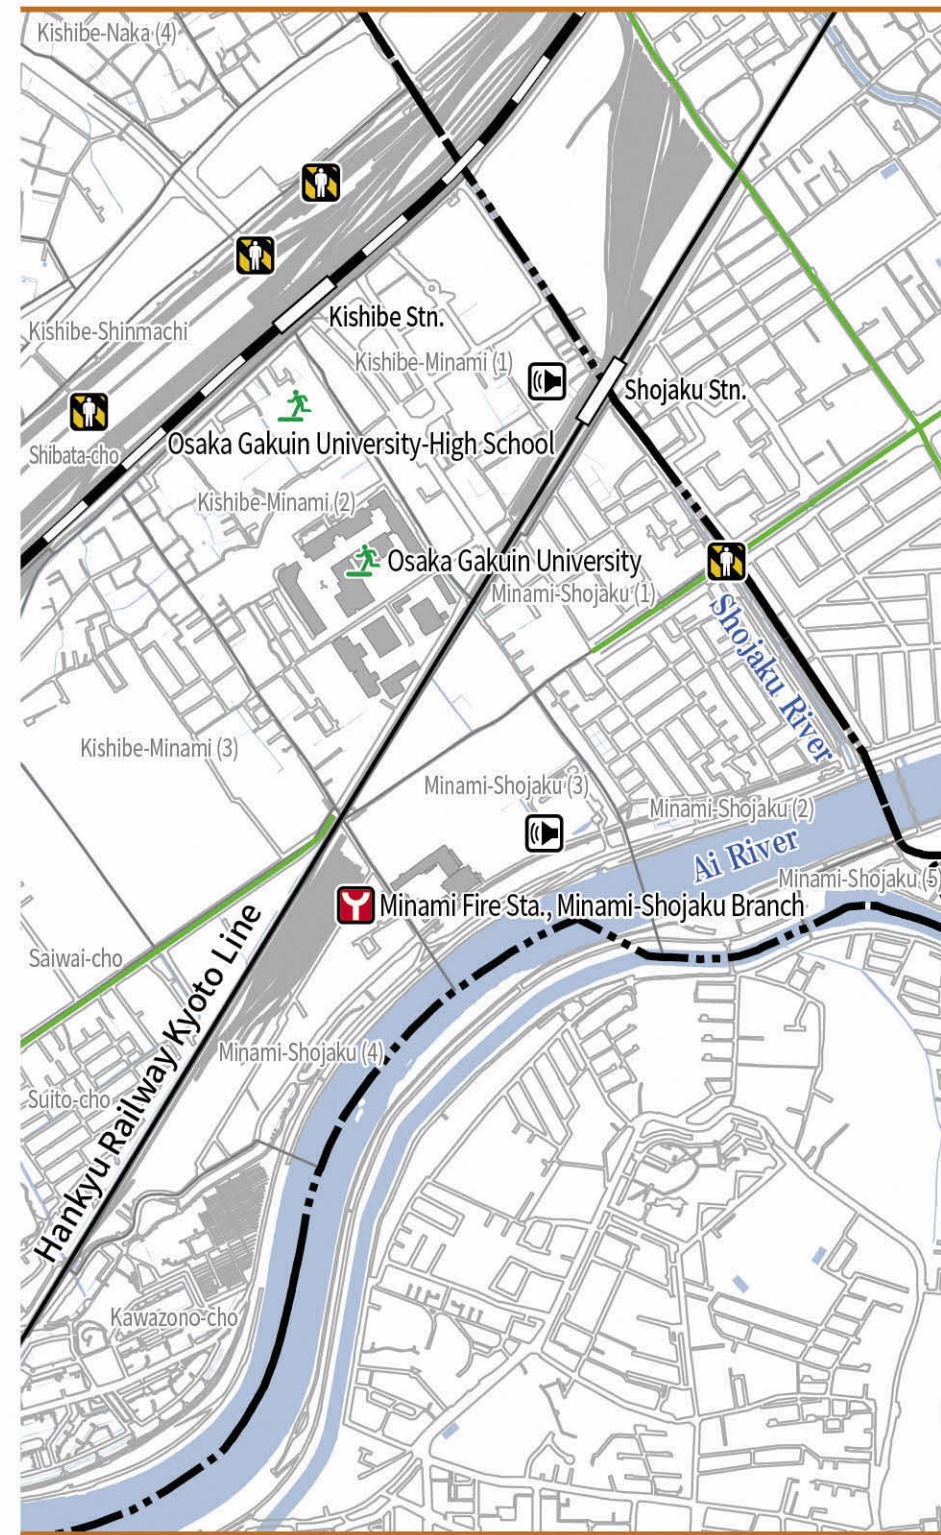 Kishibe-Naka (4)
Kishibe-Shinmachi
Kishibe Stn.
Kishibe-Minami (1)
Shojaku Stn.
Shibata-cho
Osaka Gakuin University-High School
Kishibe-Minami (2)
Osaka Gakuin University
Minami-Shojaku (1)
Shojaku River
Kishibe-Minami (3)
Minami-Shojaku (3)
Minami-Shojaku (2)
Ai River
Minami-Shojaku (5)
Minami Fire Sta., Minami-Shojaku Branch
Saiwai-cho
Hankyu Railway Kyoto Line
Minami-Shojaku (4)
Suito-cho
Kawazono-cho